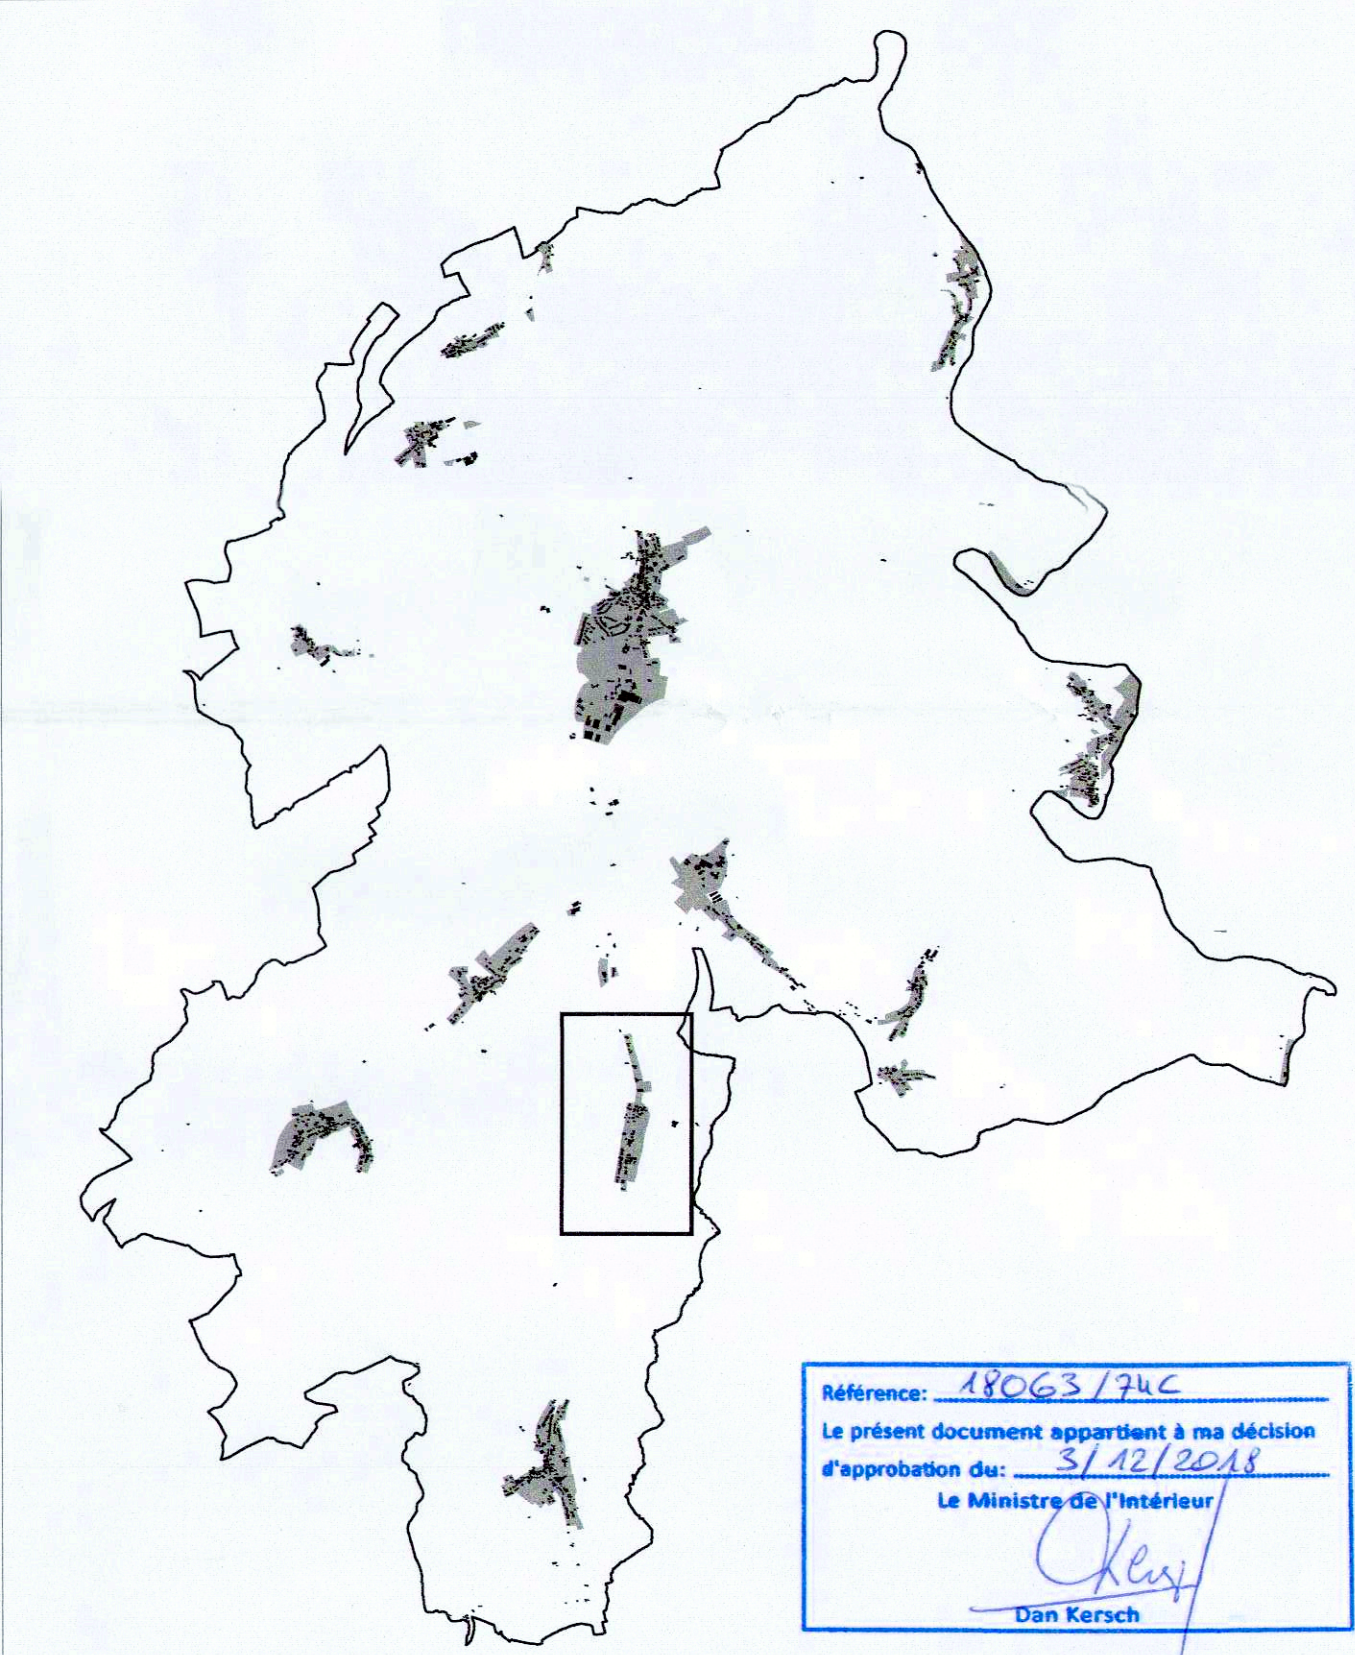 Référence: 18063/74C
Le présent document appartient à ma décision
d'approbation du: 3/12/2018
Le Ministre de l'Intérieur
Dan Kersch